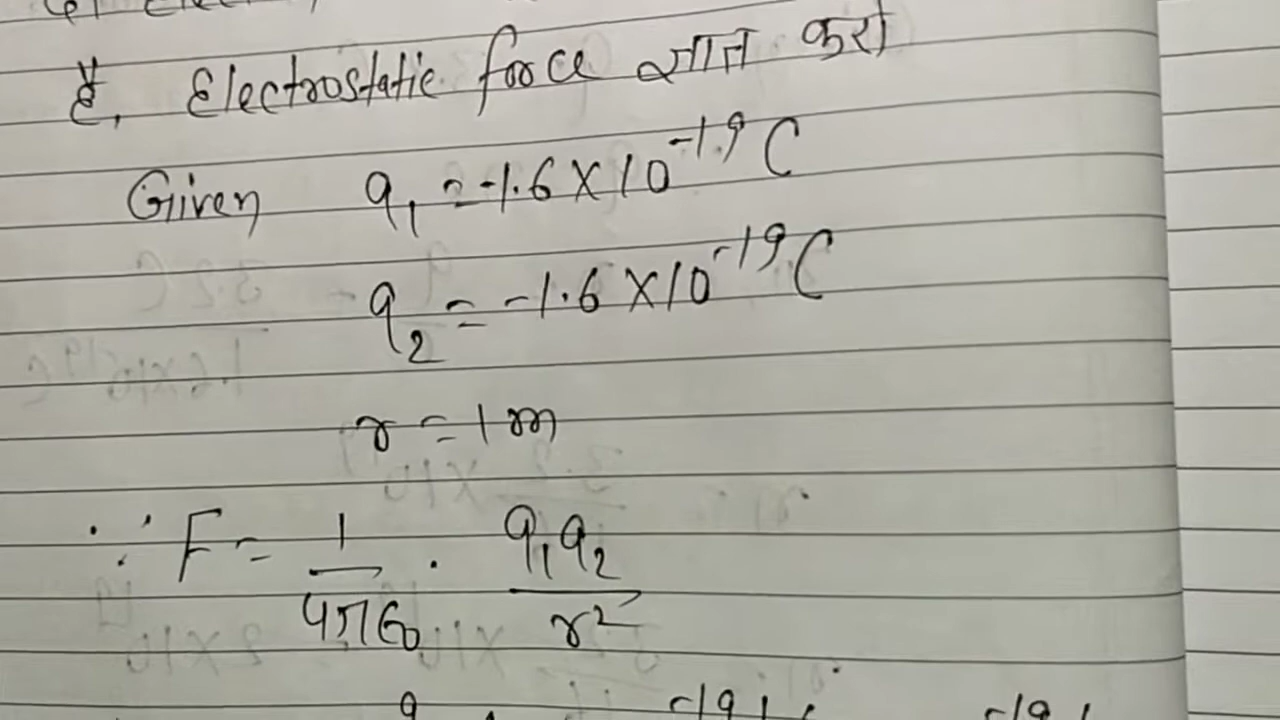 है, Electrostatic force ज्ञात करो
Given q₁ = -1.6 × 10⁻¹⁹ C
q₂ = -1.6 × 10⁻¹⁹ C
r = 1 m
∵ F = 1/4πε₀ · q₁q₂/r²